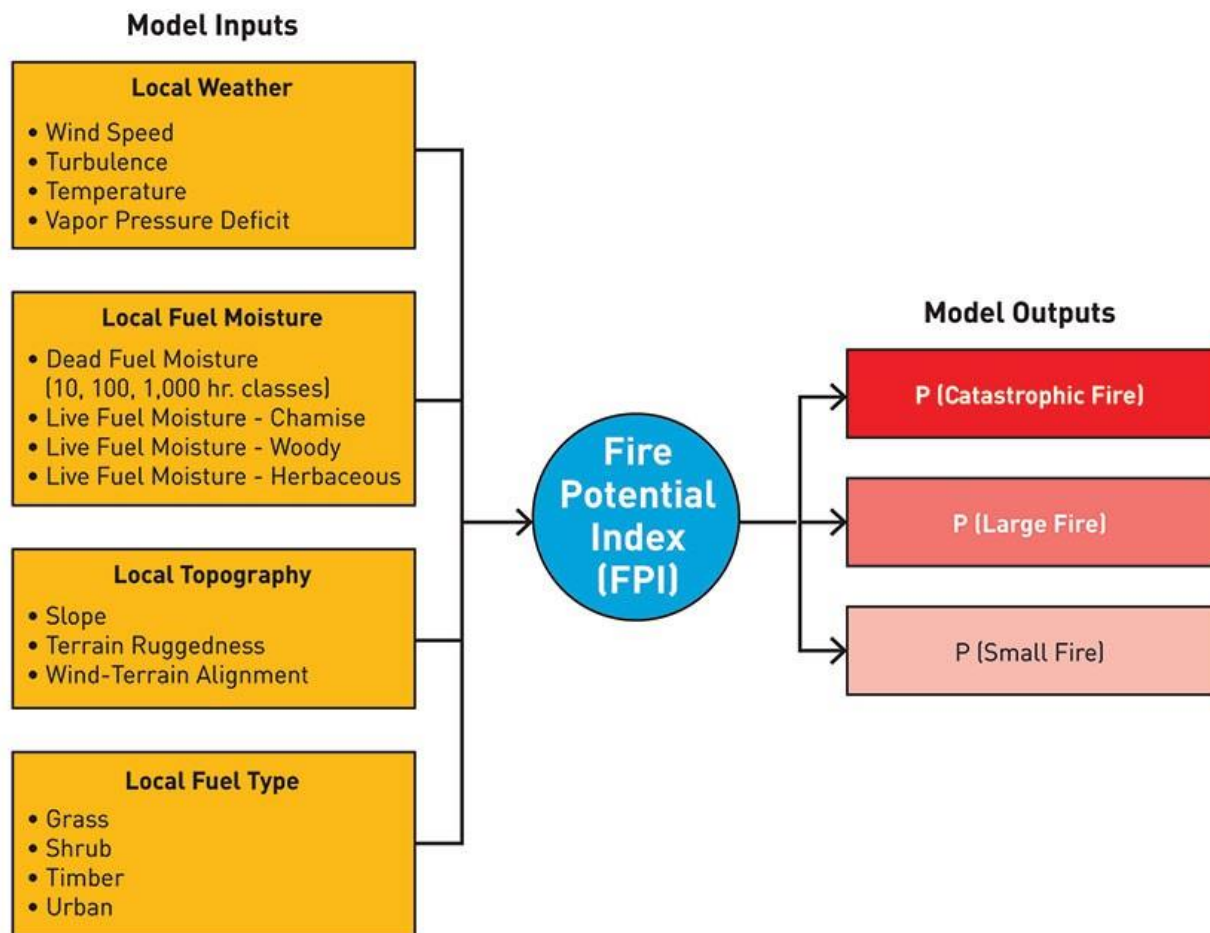 Model Inputs
Local Weather
• Wind Speed
• Turbulence
• Temperature
• Vapor Pressure Deficit
Local Fuel Moisture
• Dead Fuel Moisture
(10, 100, 1,000 hr. classes)
• Live Fuel Moisture - Chamise
• Live Fuel Moisture - Woody
• Live Fuel Moisture - Herbaceous
Local Topography
• Slope
• Terrain Ruggedness
• Wind-Terrain Alignment
Local Fuel Type
• Grass
• Shrub
• Timber
• Urban
Fire
Potential
Index
(FPI)
Model Outputs
P (Catastrophic Fire)
P (Large Fire)
P (Small Fire)